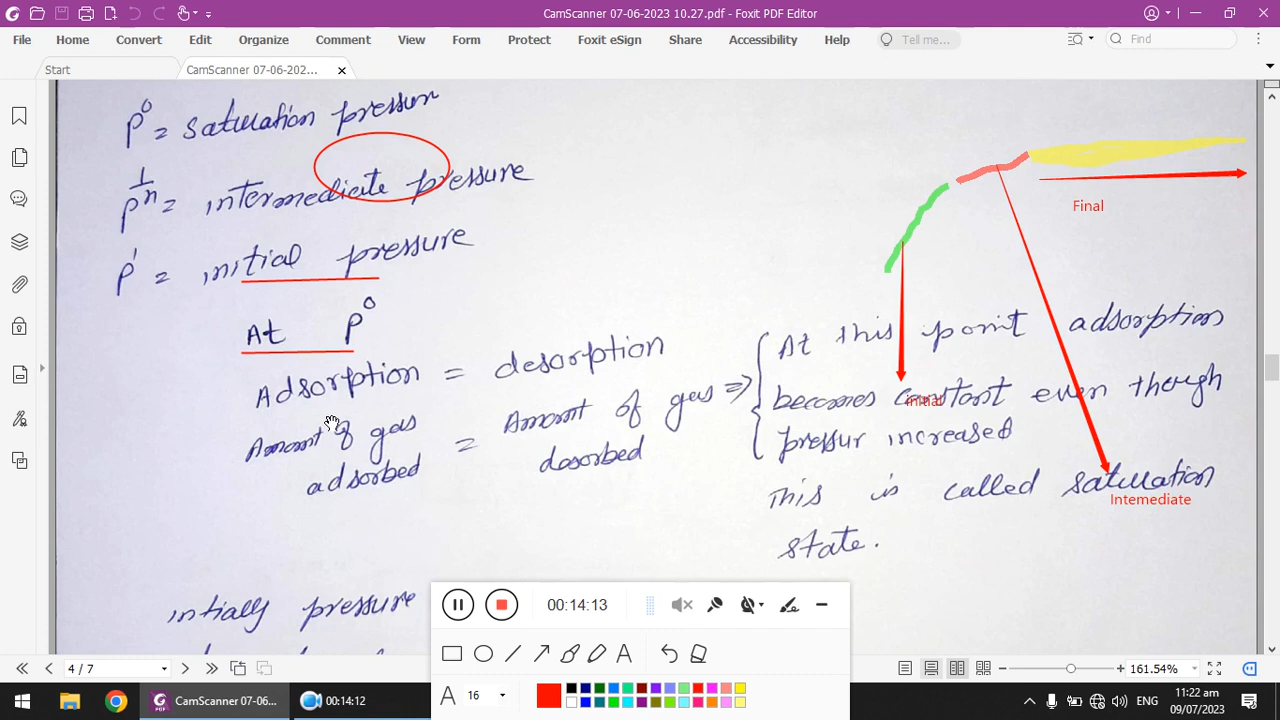 CamScanner 07-06-2023 10.27.pdf - Foxit PDF Editor
File Home Convert Edit Organize Comment View Form Protect Foxit eSign Share Accessibility Help Tell me... Find
Start CamScanner 07-06-202...
P⁰ = saturation pressure
P^1/n = intermediate pressure
P¹ = initial pressure
At P⁰
Adsorption = desorption
Amount of gas adsorbed = Amount of gas desorbed ⇒
At this point adsorption
becomes constant even though
pressur increased
This is called saturation
state.
Final
Initial
Intemediate
intially pressure
00:14:13
4 / 7
161.54%
A 16
CamScanner 07-06-202...
00:14:12
ENG
11:22 am
09/07/2023